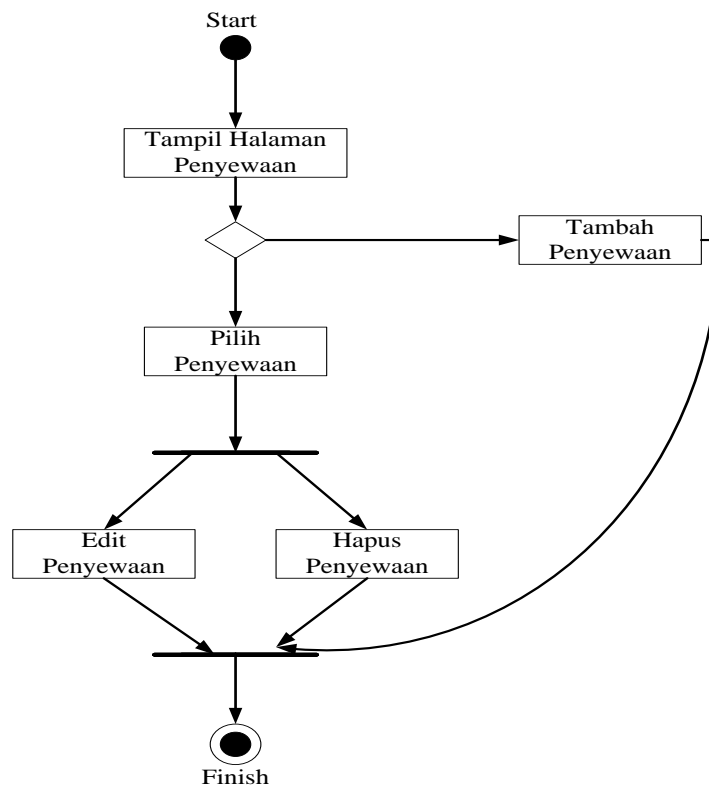 Start
Tampil Halaman
Penyewaan
Tambah
Penyewaan
Pilih
Penyewaan
Edit
Penyewaan
Hapus
Penyewaan
Finish